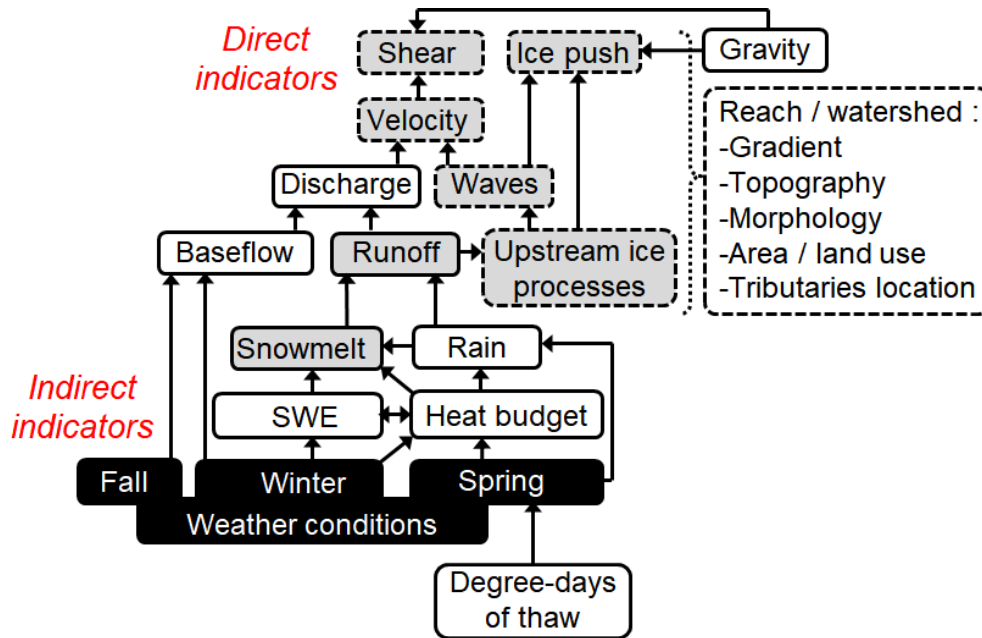 Direct
indicators
Shear
Ice push
Gravity
Velocity
Reach / watershed :
-Gradient
-Topography
-Morphology
-Area / land use
-Tributaries location
Discharge
Waves
Baseflow
Runoff
Upstream ice
processes
Snowmelt
Rain
Indirect
indicators
SWE
Heat budget
Fall
Winter
Spring
Weather conditions
Degree-days
of thaw